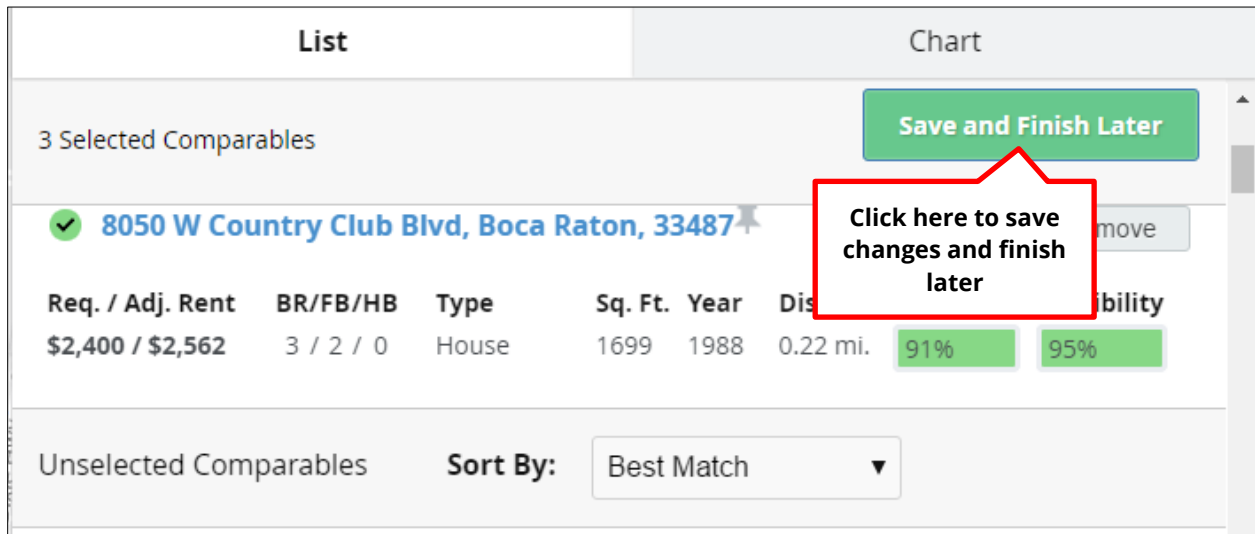 List Chart
3 Selected Comparables Save and Finish Later
8050 W Country Club Blvd, Boca Raton, 33487
Click here to save
changes and finish
later
Req. / Adj. Rent BR/FB/HB Type Sq. Ft. Year
$2,400 / $2,562 3 / 2 / 0 House 1699 1988 0.22 mi. 91% 95%
Unselected Comparables Sort By: Best Match